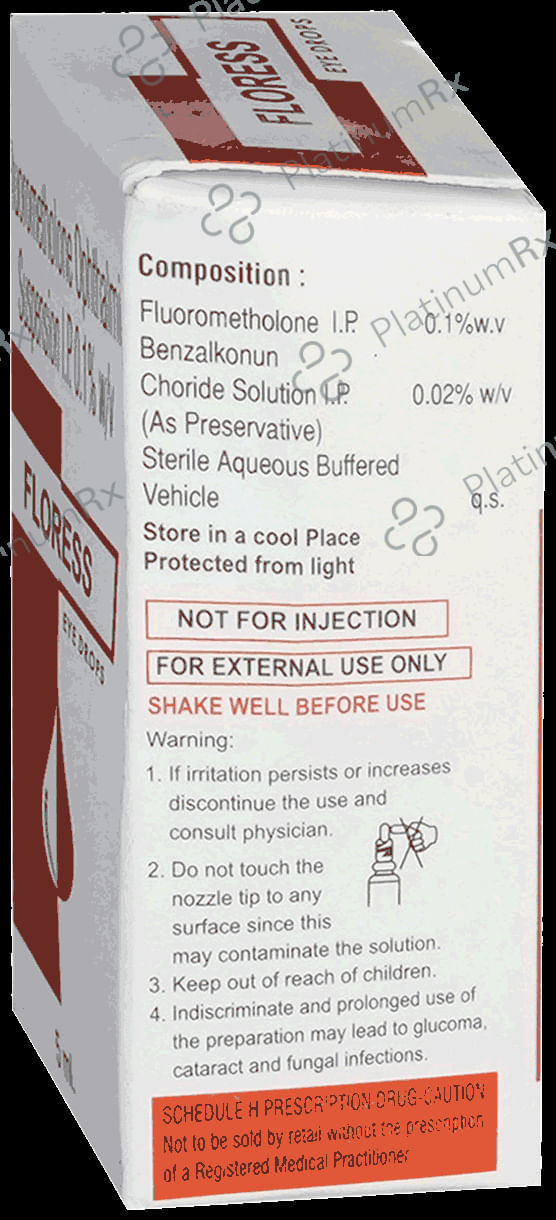 FLORESS
EYE DROPS
Composition :
Fluorometholone I.P. 0.1%w.v
Benzalkonun
Choride Solution I.P. 0.02% w/v
(As Preservative)
Sterile Aqueous Buffered
Vehicle q.s.
Store in a cool Place
Protected from light
NOT FOR INJECTION
FOR EXTERNAL USE ONLY
SHAKE WELL BEFORE USE
Warning:
1. If irritation persists or increases
discontinue the use and
consult physician.
2. Do not touch the
nozzle tip to any
surface since this
may contaminate the solution.
3. Keep out of reach of children.
4. Indiscriminate and prolonged use of
the preparation may lead to glucoma,
cataract and fungal infections.
SCHEDULE H PRESCRIPTION DRUG-CAUTION
Not to be sold by retail without the prescription
of a Registered Medical Practitioner
Suspension I.P. 0.1% w/v
FLORESS
EYE DROPS
5 mL
PlatinumRx
PlatinumRx
PlatinumRx